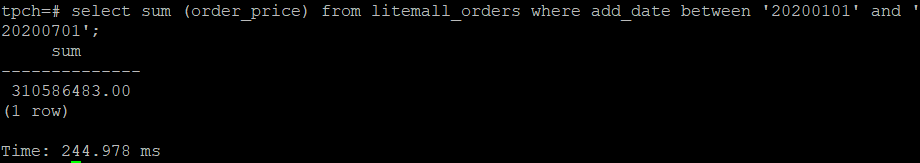 tpch=# select sum (order_price) from litemall_orders where add_date between '20200101' and '
20200701';
     sum
--------------
 310586483.00
(1 row)

Time: 244.978 ms